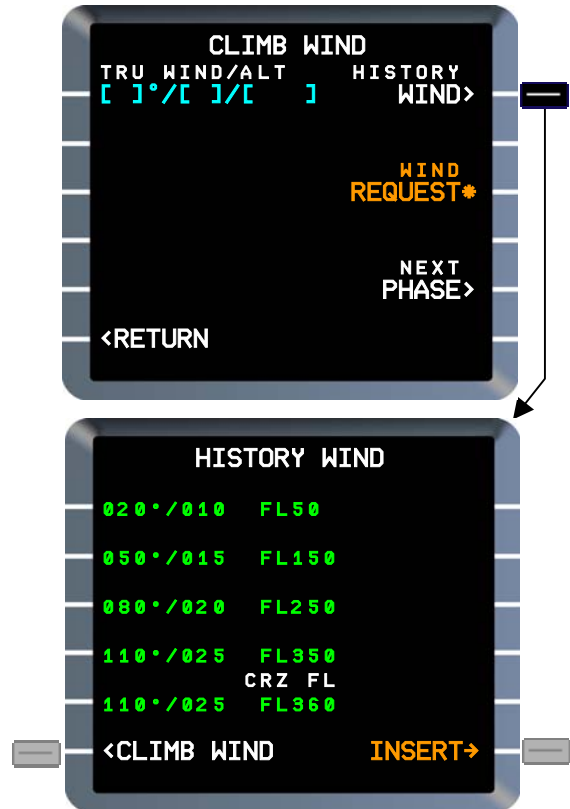 CLIMB WIND
TRU WIND/ALT HISTORY
[ ]°/[ ]/[ ] WIND>
WIND
REQUEST*
NEXT
PHASE>
<RETURN
HISTORY WIND
020°/010 FL50
050°/015 FL150
080°/020 FL250
110°/025 FL350
CRZ FL
110°/025 FL360
<CLIMB WIND INSERT→